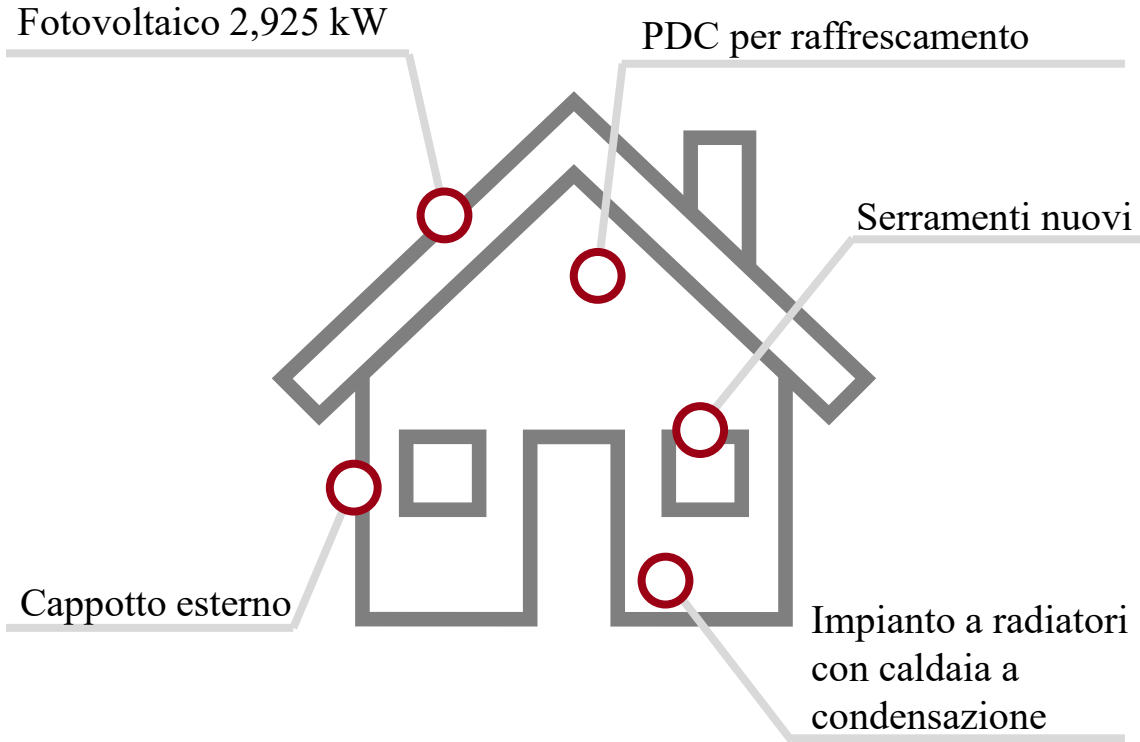 Fotovoltaico 2,925 kW
PDC per raffrescamento
Serramenti nuovi
Cappotto esterno
Impianto a radiatori
con caldaia a
condensazione